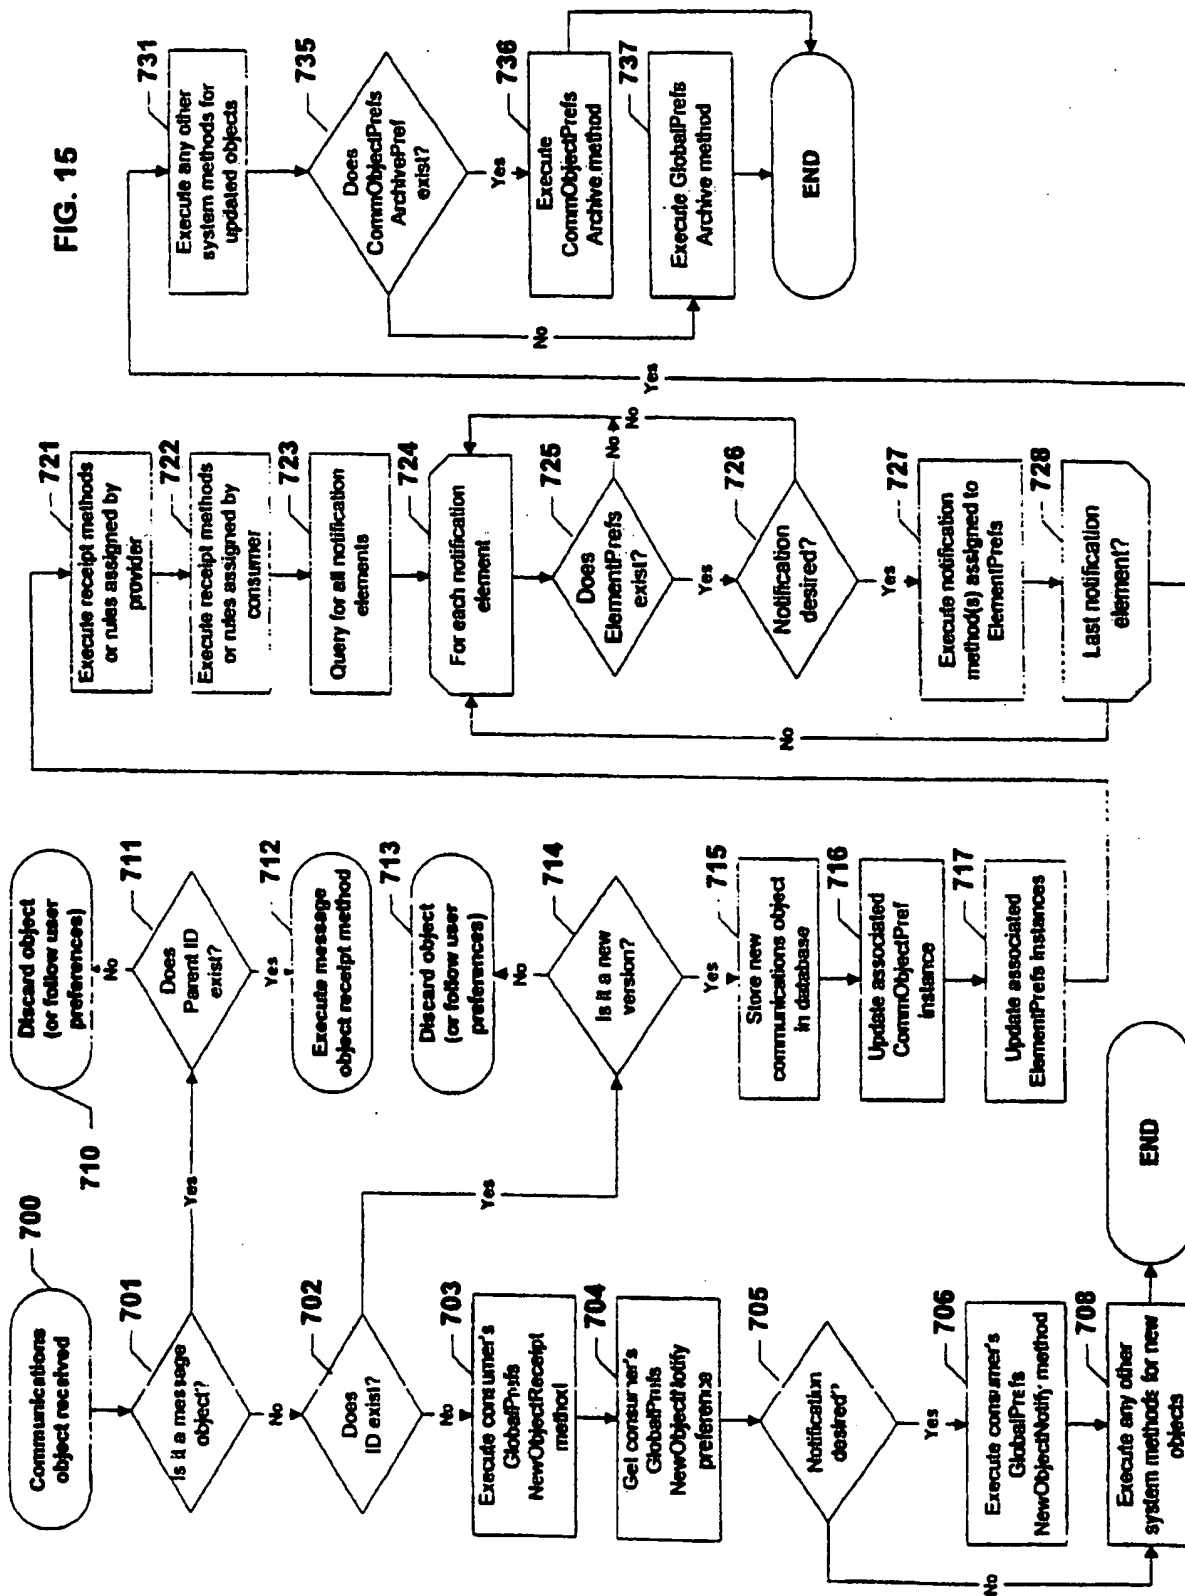 FIG. 15
700
Communications
object received
701
Is it a message
object?
Yes
No
702
Does
ID exist?
Yes
No
703
Execute consumer's
GlobalPrefs
NewObjectReceipt
method
704
Get consumer's
GlobalPrefs
NewObjectNotify
preference
705
Notification
desired"
Yes
No
706
Execute consumer's
GlobalPrefs
NewObjectNotify method
708
Execute any other
system methods for new
objects
END
710
Discard object
(or follow user
preferences)
No
711
Does
Parent ID
exist?
Yes
712
Execute message
object receipt method
713
Discard object
(or follow user
preferences)
No
714
Is it a new
version?
Yes
715
Store new
communications object
in database
716
Update associated
CommObjectPref
instance
717
Update associated
ElementPrefs instances
721
Execute receipt methods
or rules assigned by
provider
722
Execute receipt methods
or rules assigned by
consumer
723
Query for all notification
elements
724
For each notification
element
725
Does
ElementPrefs
exist?
No
No
Yes
726
Notification
desired?
Yes
727
Execute notification
method(s) assigned to
ElementPrefs
728
Last notification
element?
No
Yes
731
Execute any other
system methods for
updated objects
735
Does
CommObjectPrefs
ArchivePref
exist?
Yes
No
736
Execute
CommObjectPrefs
Archive method
737
Execute GlobalPrefs
Archive method
END